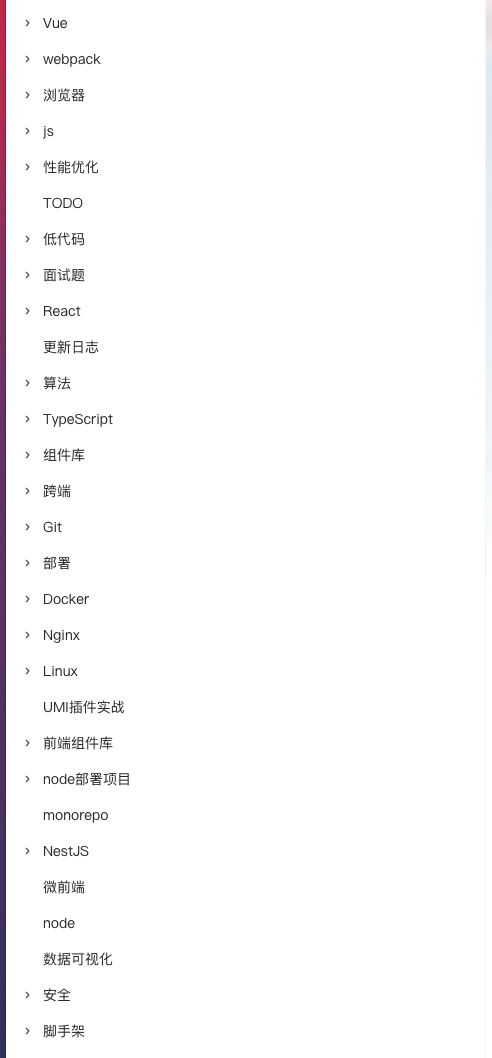 Vue
webpack
浏览器
js
性能优化
TODO
低代码
面试题
React
更新日志
算法
TypeScript
组件库
跨端
Git
部署
Docker
Nginx
Linux
UMI插件实战
前端组件库
node部署项目
monorepo
NestJS
微前端
node
数据可视化
安全
脚手架